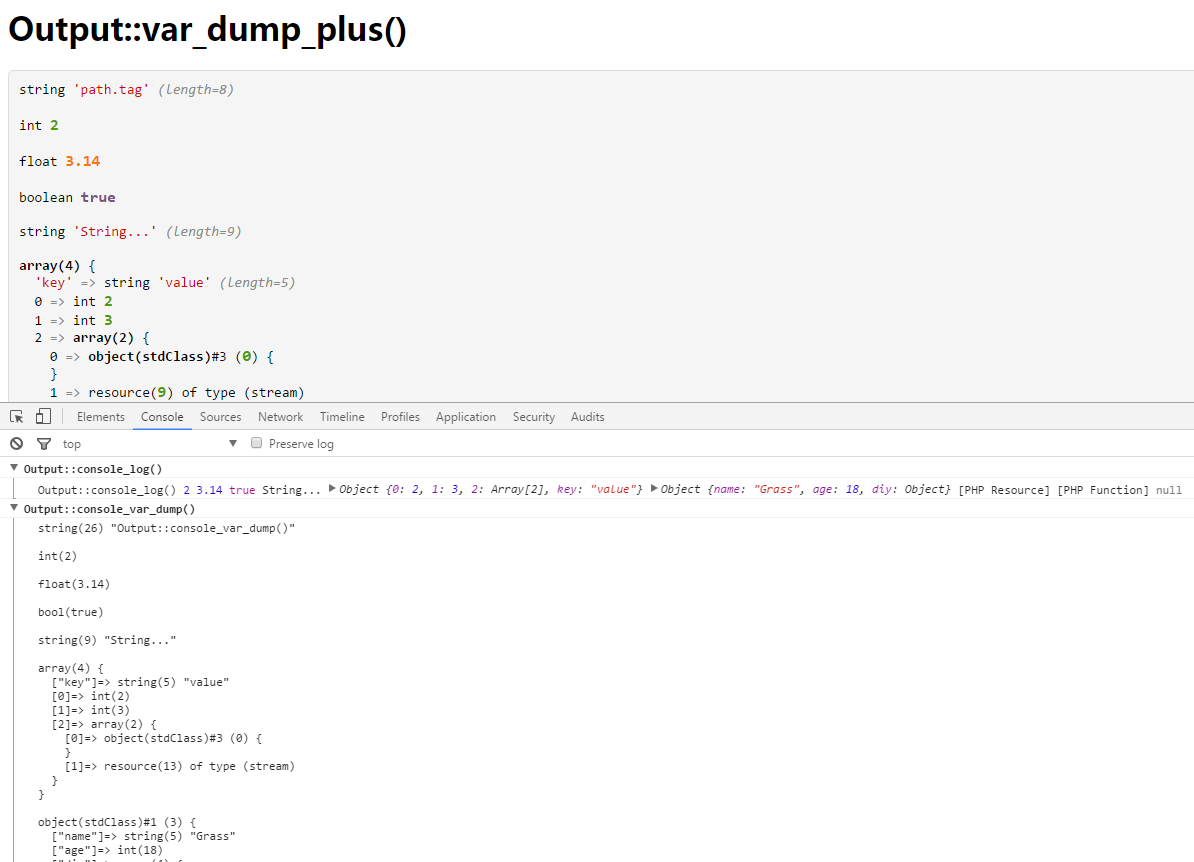 Output::var_dump_plus()
string 'path.tag' (length=8)
int 2
float 3.14
boolean true
string 'String...' (length=9)
array(4) {
  'key' => string 'value' (length=5)
  0 => int 2
  1 => int 3
  2 => array(2) {
    0 => object(stdClass)#3 (0) {
    }
    1 => resource(9) of type (stream)
Elements Console Sources Network Timeline Profiles Application Security Audits
top Preserve log
Output::console_log()
Output::console_log() 2 3.14 true String... Object {0: 2, 1: 3, 2: Array[2], key: "value"} Object {name: "Grass", age: 18, diy: Object} [PHP Resource] [PHP Function] null
Output::console_var_dump()
string(26) "Output::console_var_dump()"
int(2)
float(3.14)
bool(true)
string(9) "String..."
array(4) {
  ["key"]=> string(5) "value"
  [0]=> int(2)
  [1]=> int(3)
  [2]=> array(2) {
    [0]=> object(stdClass)#3 (0) {
    }
    [1]=> resource(13) of type (stream)
  }
}
object(stdClass)#1 (3) {
  ["name"]=> string(5) "Grass"
  ["age"]=> int(18)